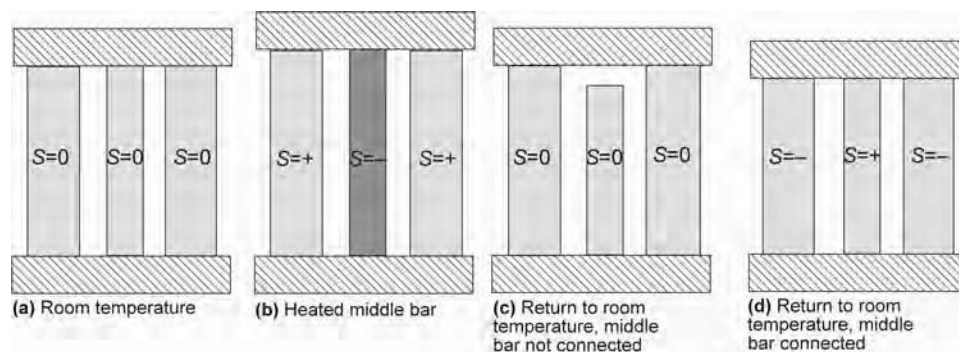 S=0 S=0 S=0
S=+ S=– S=+
S=0 S=0 S=0
S=– S=+ S=–
(a) Room temperature
(b) Heated middle bar
(c) Return to room
temperature, middle
bar not connected
(d) Return to room
temperature, middle
bar connected